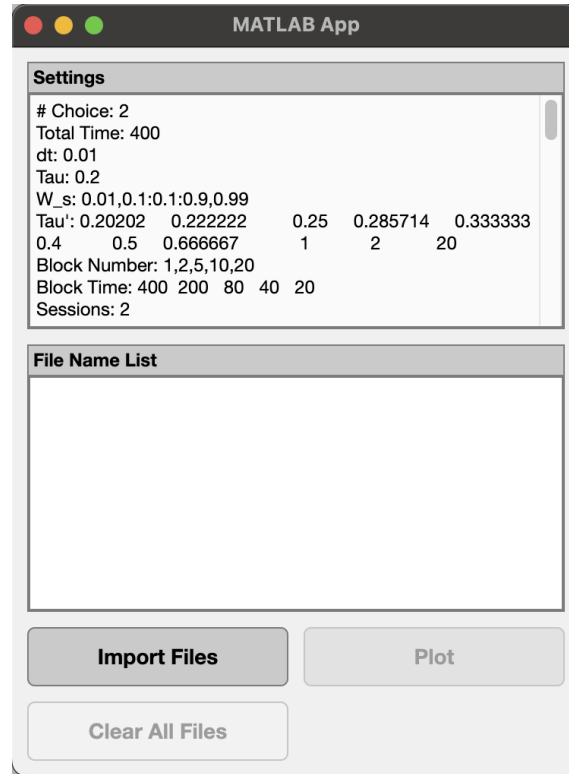 MATLAB App
Settings
# Choice: 2
Total Time: 400
dt: 0.01
Tau: 0.2
W_s: 0.01,0.1:0.1:0.9,0.99
Tau': 0.20202 0.222222 0.25 0.285714 0.333333
0.4 0.5 0.666667 1 2 20
Block Number: 1,2,5,10,20
Block Time: 400 200 80 40 20
Sessions: 2
File Name List
Import Files
Plot
Clear All Files